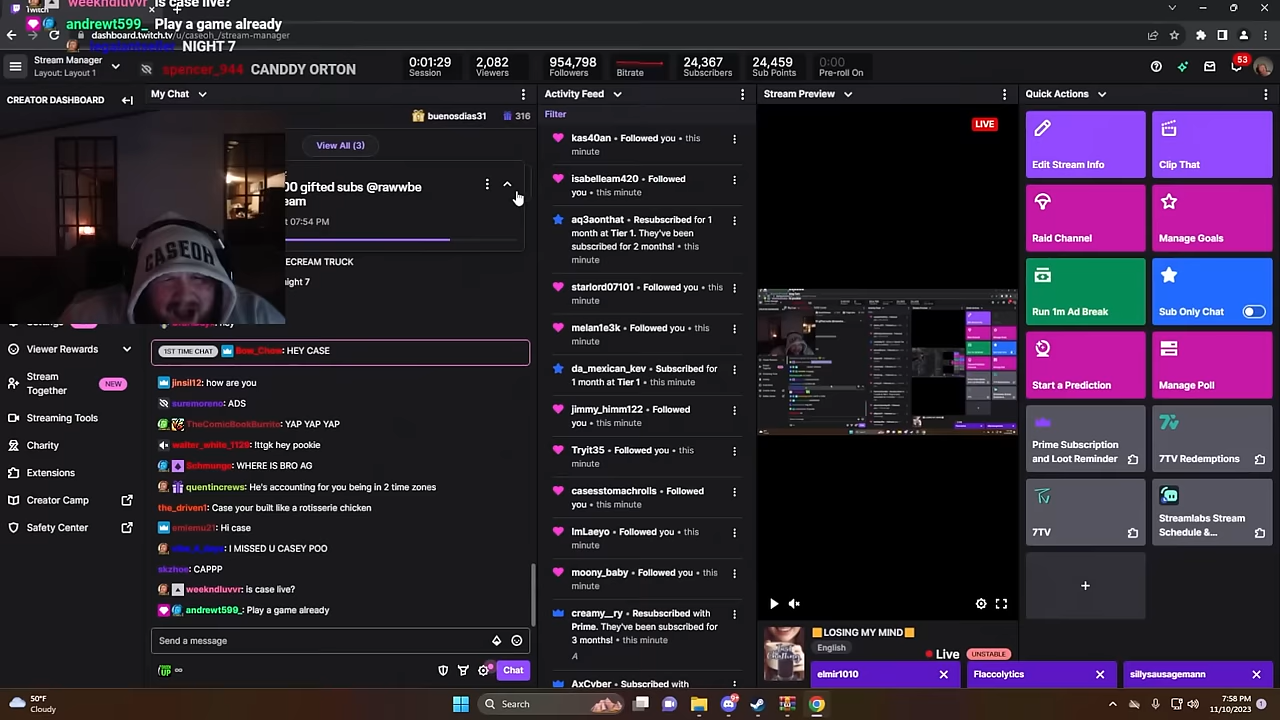 weekndluvvr: is case live?
andrewt599_ Play a game already
NIGHT 7
spencer_944 CANDDY ORTON
Twitch
dashboard.twitch.tv/u/caseoh_/stream-manager
Stream Manager
Layout: Layout 1
0:01:29
Session
2,082
Viewers
954,798
Followers
Bitrate
24,367
Subscribers
24,459
Sub Points
0:00
Pre-roll On
53
CREATOR DASHBOARD
Viewer Rewards
Stream Together
NEW
Streaming Tools
Charity
Extensions
Creator Camp
Safety Center
My Chat
buenosdias31 316
View All (3)
00 gifted subs @rawwbe
eam
07:54 PM
ECREAM TRUCK
night 7
CASEOH
1ST TIME CHAT Bow_Chow: HEY CASE
jinsil12: how are you
ADS
TheComicBookBurrito: YAP YAP YAP
walter_white_1128: !ttgk hey pookie
Schmungo: WHERE IS BRO AG
quentincrews: He's accounting for you being in 2 time zones
the_driven1: Case your built like a rotisserie chicken
emiemu21: Hi case
I MISSED U CASEY POO
skzhoe: CAPPP
weekndluvvr: is case live?
andrewt599_: Play a game already
Send a message
Chat
Activity Feed
Filter
kas40an • Followed you • this
minute
isabelleam420 • Followed
you • this minute
aq3aonthat • Resubscribed for 1
month at Tier 1. They've been
subscribed for 2 months! • this
minute
starlord07101 • Followed you • this
minute
melan1e3k • Followed you • this
minute
Subscribed
1 month at Tier 1 • this minute
jimmy_himm122 • Followed
you • this minute
Tryit35 • Followed you • this
minute
casesstomachrolls • Followed
you • this minute
ImLaeyo • Followed you • this
minute
moony_baby • Followed you • this
minute
creamy__ry • Resubscribed with
Prime. They've been subscribed for
3 months! • this minute
A
AxCyber • Subscribed with
Stream Preview
LIVE
🟧LOSING MY MIND🟧
English
Live
UNSTABLE
elmir1010
Flaccolytics
sillysausagemann
Quick Actions
Edit Stream Info
Clip That
Raid Channel
Manage Goals
Run 1m Ad Break
Sub Only Chat
Start a Prediction
Manage Poll
Prime Subscription
and Loot Reminder
7TV Redemptions
7TV
Streamlabs Stream
Schedule &...
50°F
Cloudy
Search
7:58 PM
11/10/2023